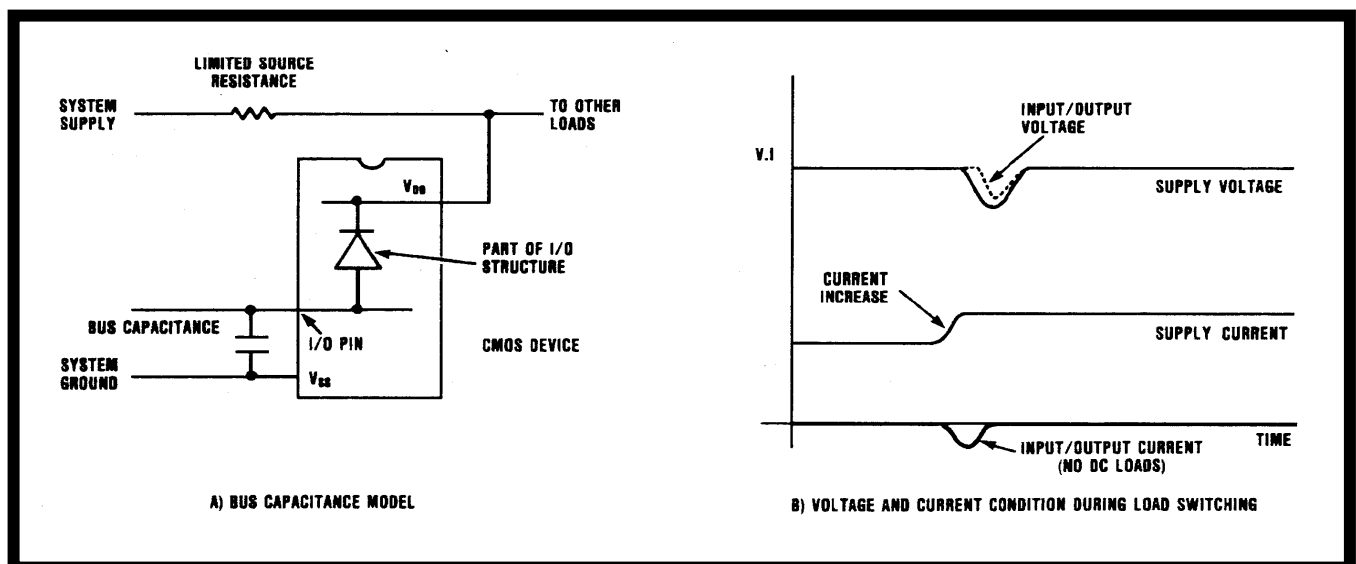 LIMITED SOURCE
RESISTANCE
SYSTEM
SUPPLY
TO OTHER
LOADS
VDD
PART OF I/O
STRUCTURE
BUS CAPACITANCE
I/O PIN
CMOS DEVICE
SYSTEM
GROUND
VSS
A) BUS CAPACITANCE MODEL
V.I
INPUT/OUTPUT
VOLTAGE
SUPPLY VOLTAGE
CURRENT
INCREASE
SUPPLY CURRENT
TIME
INPUT/OUTPUT CURRENT
(NO DC LOADS)
B) VOLTAGE AND CURRENT CONDITION DURING LOAD SWITCHING